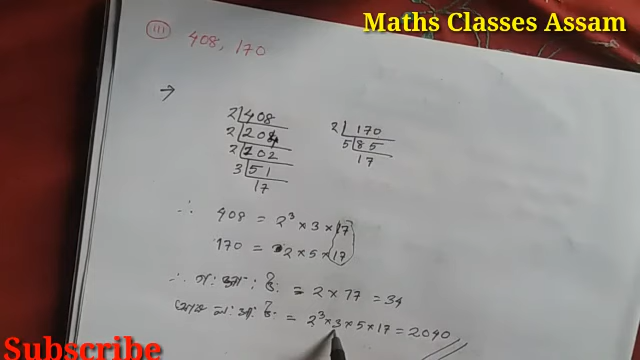 Maths Classes Assam
(iii) 408, 170
→
2 | 408
2 | 204
2 | 102
3 | 51
17
2 | 170
5 | 85
17
∴ 408 = 2³ × 3 × 17
170 = 2 × 5 × 17
= 2 × 17 = 34
= 2³ × 3 × 5 × 17 = 2040
Subscribe